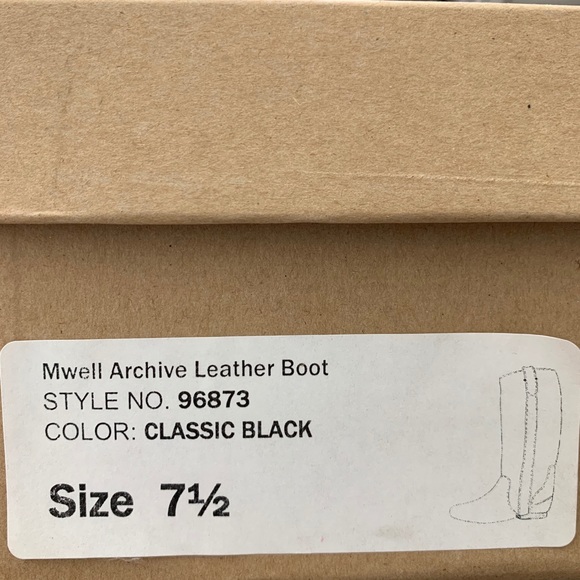 Mwell Archive Leather Boot
STYLE NO. 96873
COLOR: CLASSIC BLACK
Size 7½